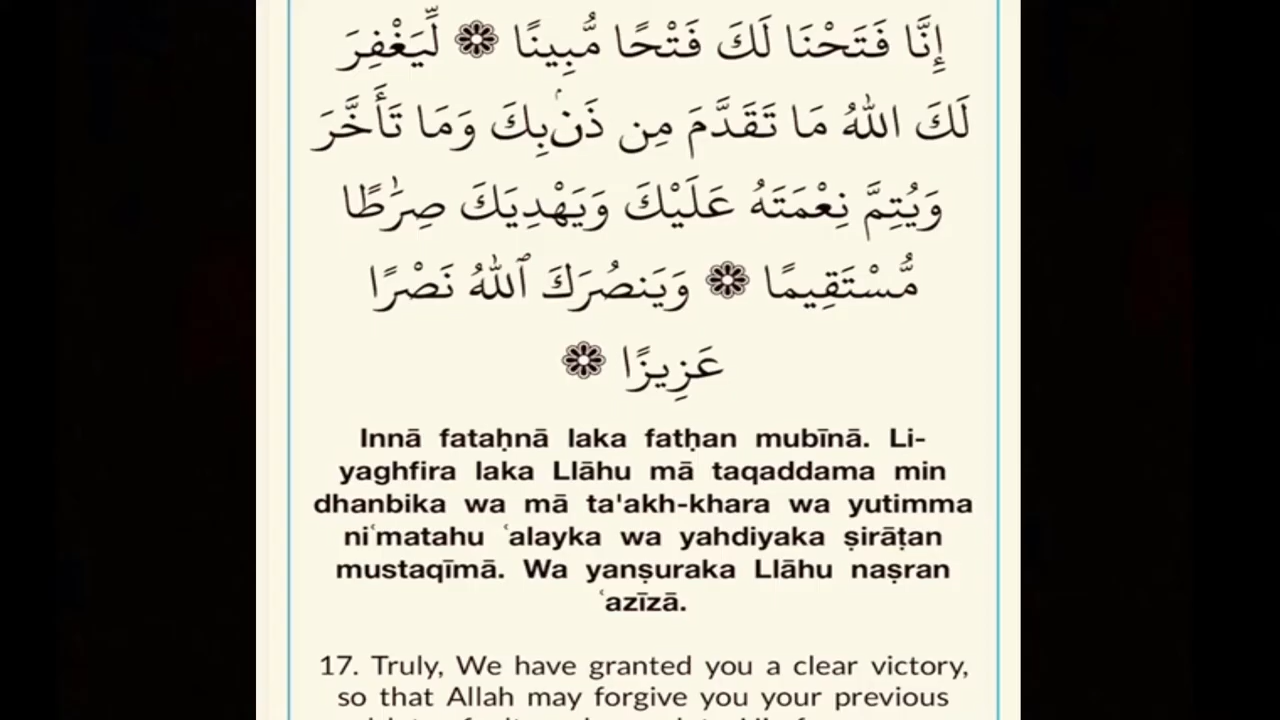 إِنَّا فَتَحْنَا لَكَ فَتْحًا مُّبِينًا ۞ لِّيَغْفِرَ
لَكَ اللهُ مَا تَقَدَّمَ مِن ذَنۢبِكَ وَمَا تَأَخَّرَ
وَيُتِمَّ نِعْمَتَهُ عَلَيْكَ وَيَهْدِيَكَ صِرَٰطًا
مُّسْتَقِيمًا ۞ وَيَنصُرَكَ ٱللهُ نَصْرًا
عَزِيزًا ۞
Innā fataḥnā laka fatḥan mubīnā. Li-
yaghfira laka Llāhu mā taqaddama min
dhanbika wa mā ta'akh-khara wa yutimma
niʿmatahu ʿalayka wa yahdiyaka ṣirāṭan
mustaqīmā. Wa yanṣuraka Llāhu naṣran
ʿazīzā.
17. Truly, We have granted you a clear victory,
so that Allah may forgive you your previous